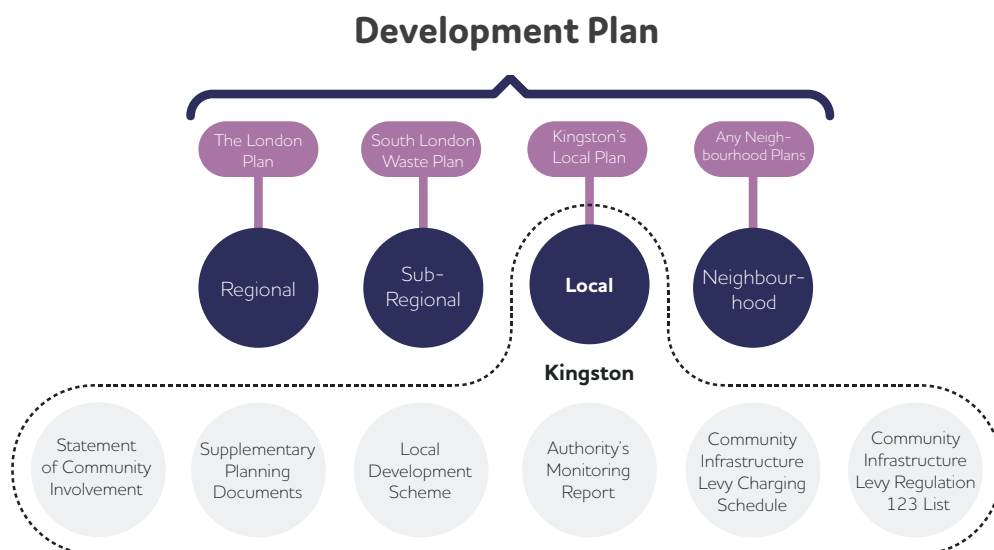 Development Plan
The London
Plan
South London
Waste Plan
Kingston's
Local Plan
Any Neigh-
bourhood Plans
Regional
Sub-
Regional
Local
Neighbour-
hood
Kingston
Statement
of Community
Involvement
Supplementary
Planning
Documents
Local
Development
Scheme
Authority's
Monitoring
Report
Community
Infrastructure
Levy Charging
Schedule
Community
Infrastructure
Levy Regulation
123 List